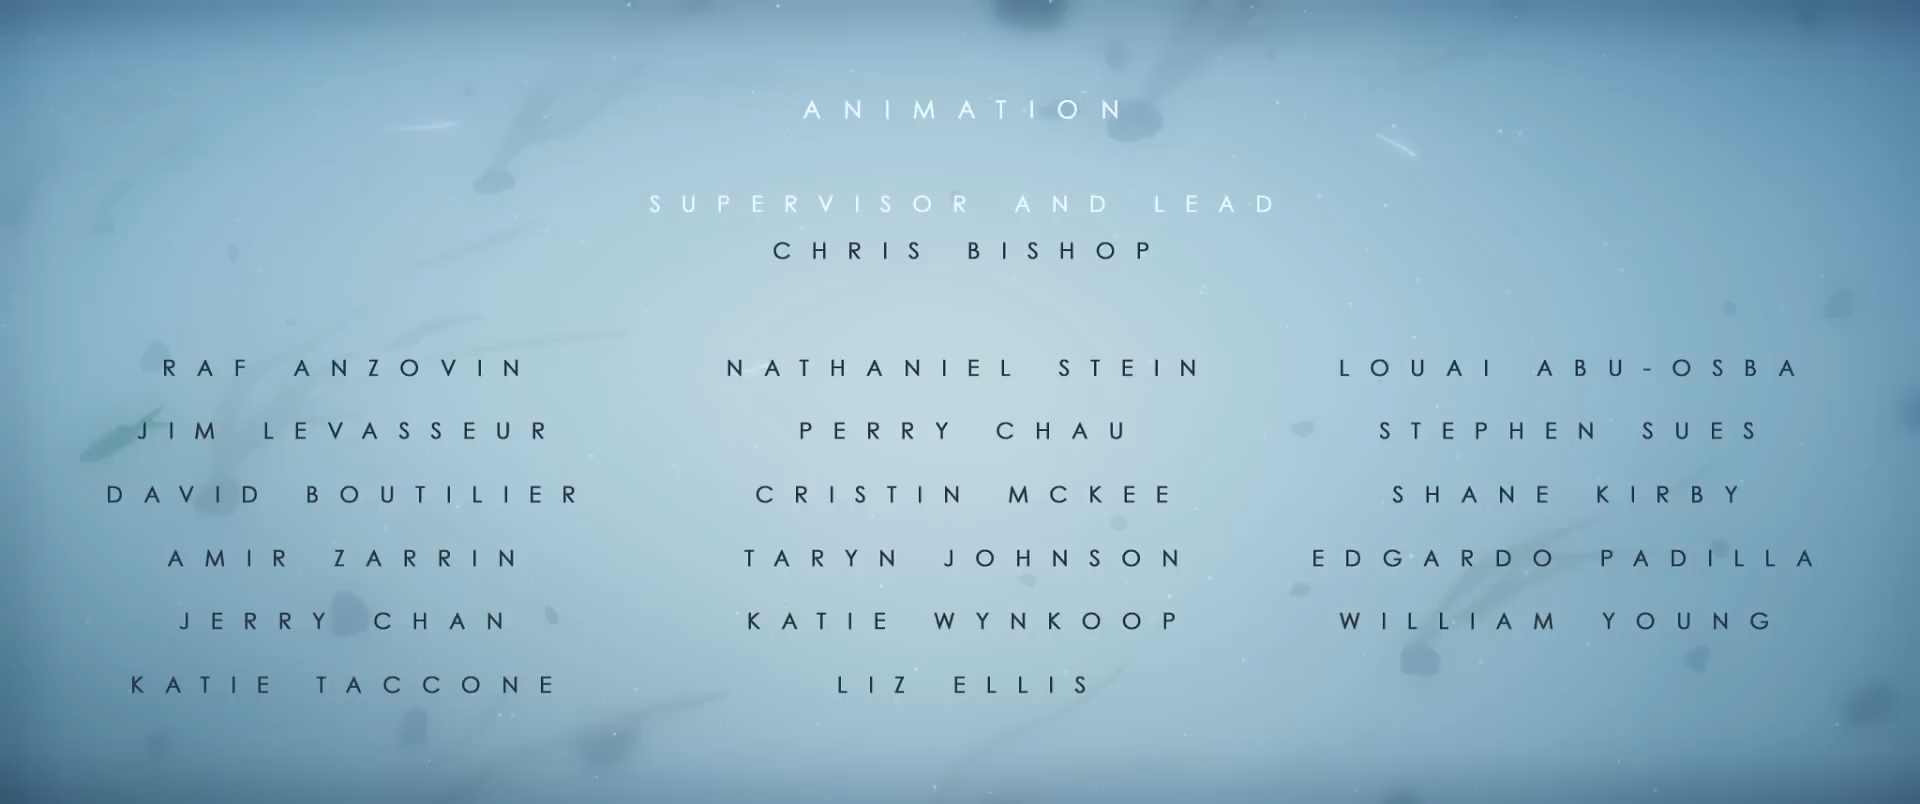 ANIMATION
SUPERVISOR AND LEAD
CHRIS BISHOP
RAF ANZOVIN
JIM LEVASSEUR
DAVID BOUTILIER
AMIR ZARRIN
JERRY CHAN
KATIE TACCONE
NATHANIEL STEIN
PERRY CHAU
CRISTIN MCKEE
TARYN JOHNSON
KATIE WYNKOOP
LIZ ELLIS
LOUAI ABU-OSBA
STEPHEN SUES
SHANE KIRBY
EDGARDO PADILLA
WILLIAM YOUNG